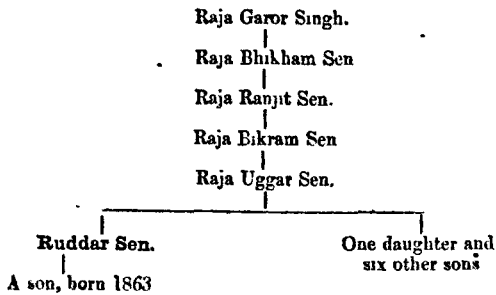 Raja Garor Singh.
Raja Bhikham Sen
Raja Ranjit Sen.
Raja Bikram Sen
Raja Uggar Sen.
Ruddar Sen.
One daughter and
six other sons
A son, born 1863